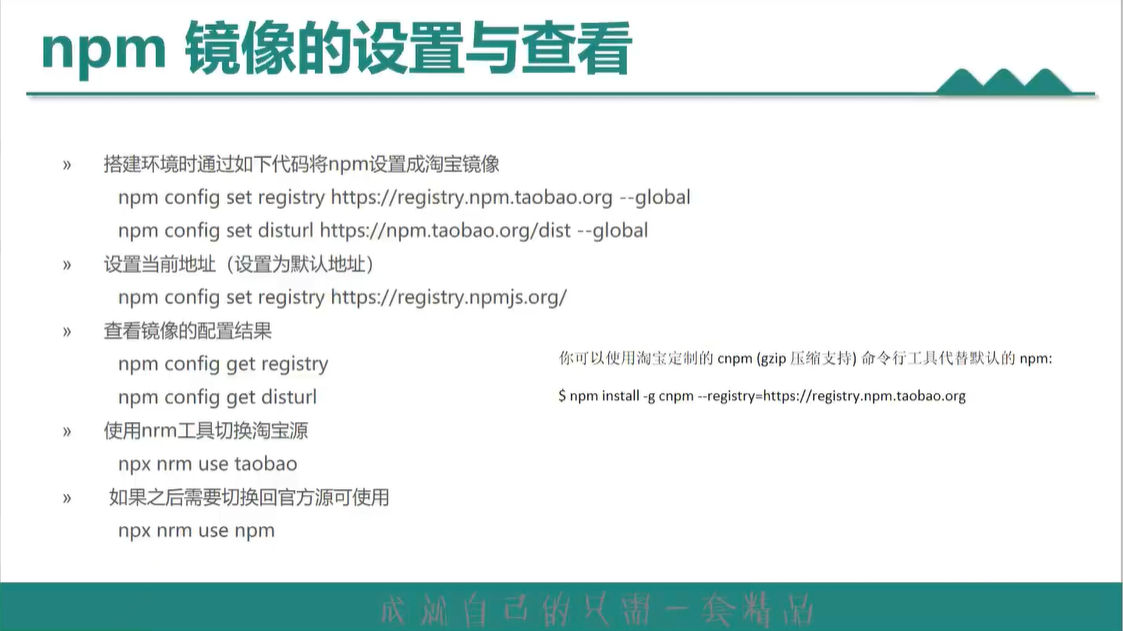 npm 镜像的设置与查看
» 搭建环境时通过如下代码将npm设置成淘宝镜像
npm config set registry https://registry.npm.taobao.org --global
npm config set disturl https://npm.taobao.org/dist --global
» 设置当前地址（设置为默认地址）
npm config set registry https://registry.npmjs.org/
» 查看镜像的配置结果
npm config get registry
npm config get disturl
» 使用nrm工具切换淘宝源
npx nrm use taobao
» 如果之后需要切换回官方源可使用
npx nrm use npm
你可以使用淘宝定制的 cnpm (gzip 压缩支持) 命令行工具代替默认的 npm:
$ npm install -g cnpm --registry=https://registry.npm.taobao.org
成就自己的只需一套精品